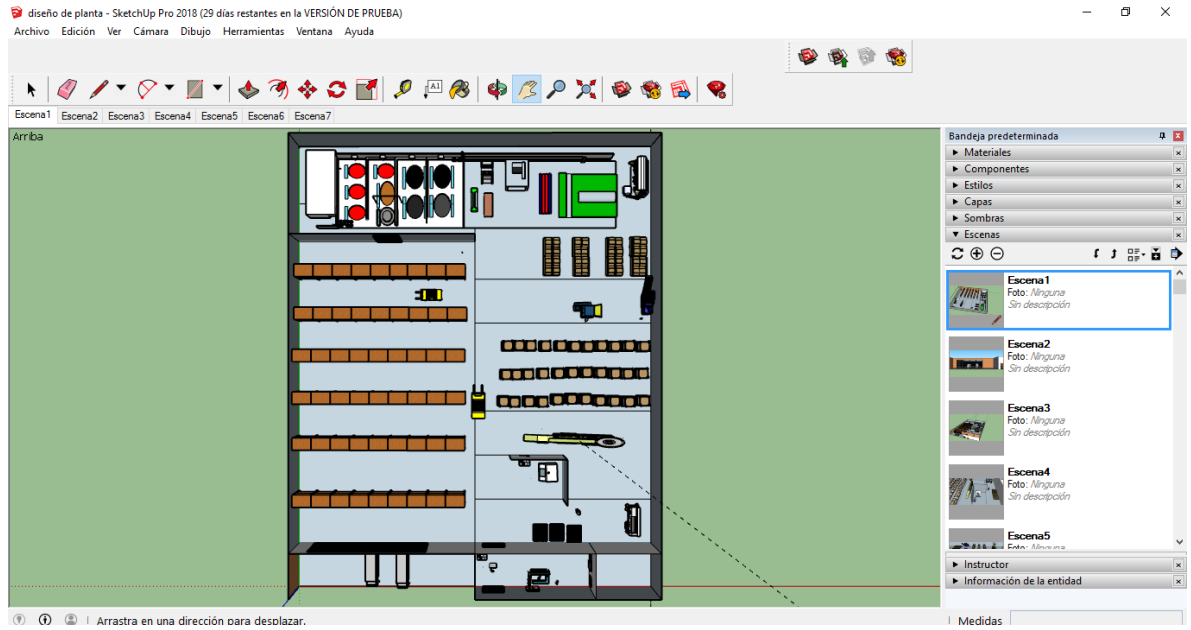 diseño de planta - SketchUp Pro 2018 (29 días restantes en la VERSIÓN DE PRUEBA)
Archivo Edición Ver Cámara Dibujo Herramientas Ventana Ayuda
A1
Escena1 Escena2 Escena3 Escena4 Escena5 Escena6 Escena7
Arriba
Bandeja predeterminada
Materiales
Componentes
Estilos
Capas
Sombras
Escenas
Escena1
Foto: Ninguna
Sin descripción
Escena2
Foto: Ninguna
Sin descripción
Escena3
Foto: Ninguna
Sin descripción
Escena4
Foto: Ninguna
Sin descripción
Escena5
Foto: Ninguna
Instructor
Información de la entidad
Arrastra en una dirección para desplazar.
Medidas